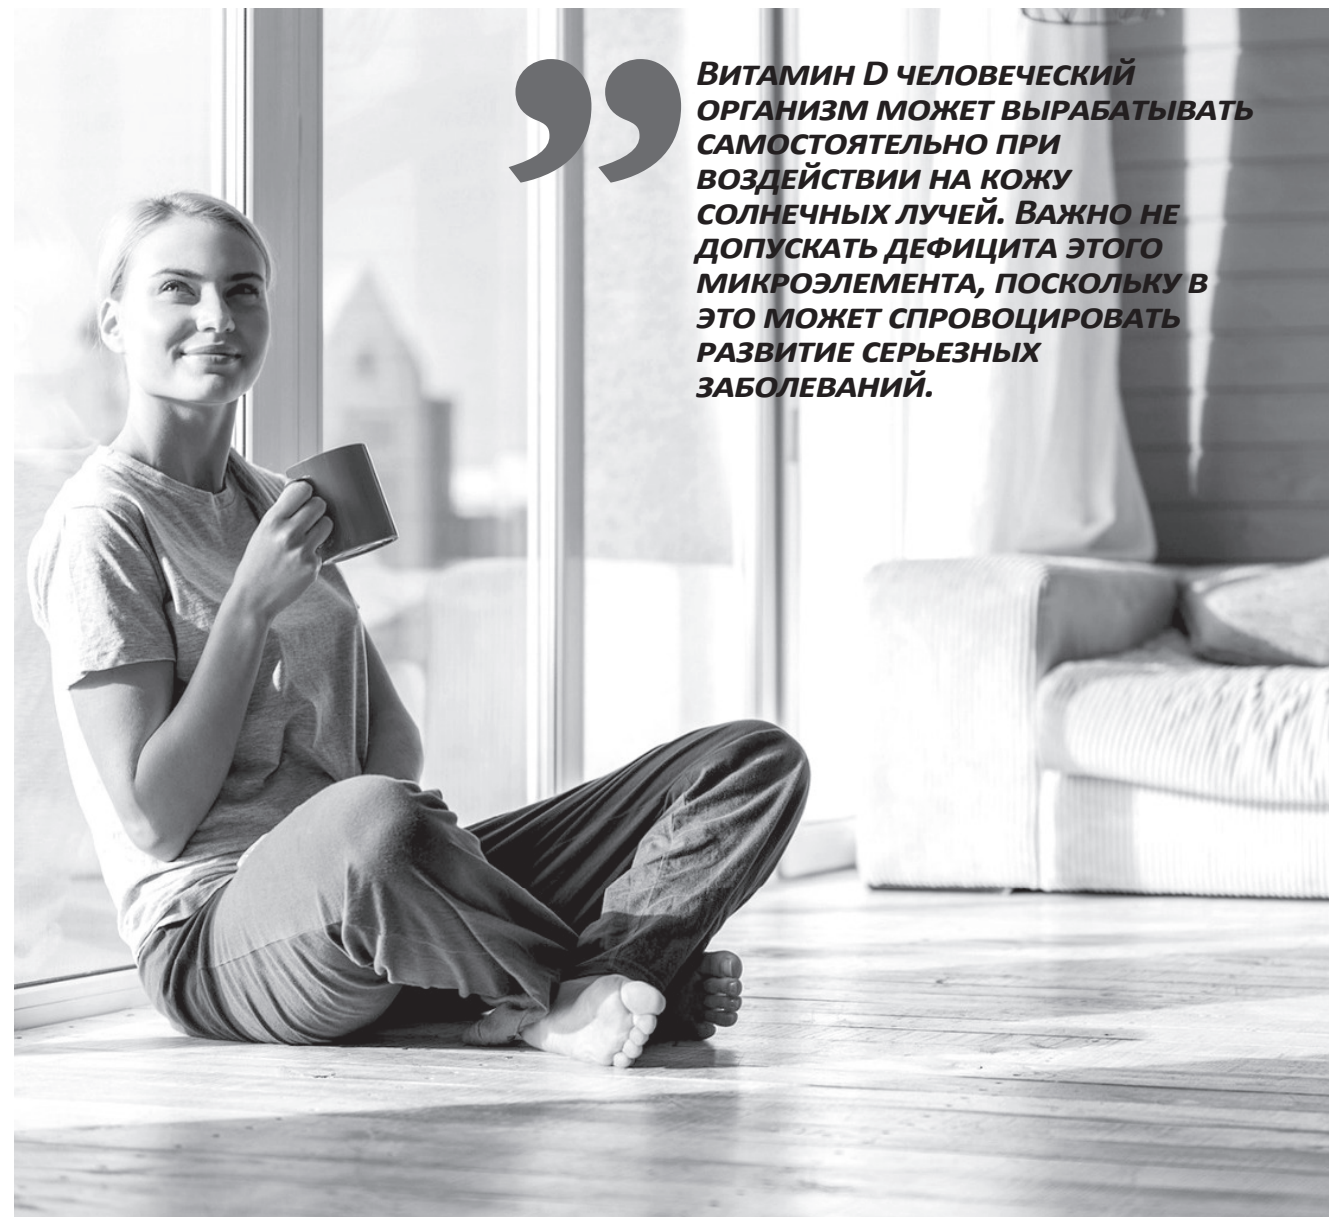 ”
Витамин D человеческий
организм может вырабатывать
самостоятельно при
воздействии на кожу
солнечных лучей. Важно не
допускать дефицита этого
микроэлемента, поскольку в
это может спровоцировать
развитие серьезных
заболеваний.